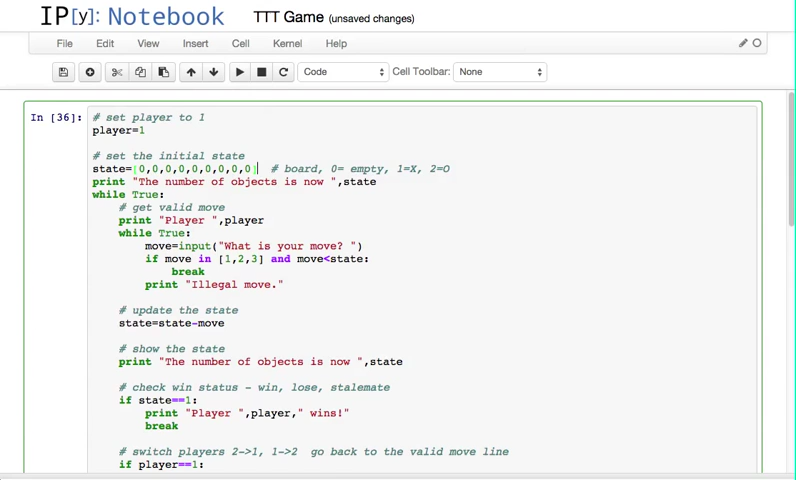 IP[y]: Notebook TTT Game (unsaved changes)
File Edit View Insert Cell Kernel Help
Code Cell Toolbar: None
In [36]: # set player to 1
player=1
# set the initial state
state=[0,0,0,0,0,0,0,0,0] # board, 0= empty, 1=X, 2=O
print "The number of objects is now ",state
while True:
# get valid move
print "Player ",player
while True:
move=input("What is your move? ")
if move in [1,2,3] and move<state:
break
print "Illegal move."
# update the state
state=state-move
# show the state
print "The number of objects is now ",state
# check win status - win, lose, stalemate
if state==1:
print "Player ",player," wins!"
break
# switch players 2->1, 1->2 go back to the valid move line
if player==1: